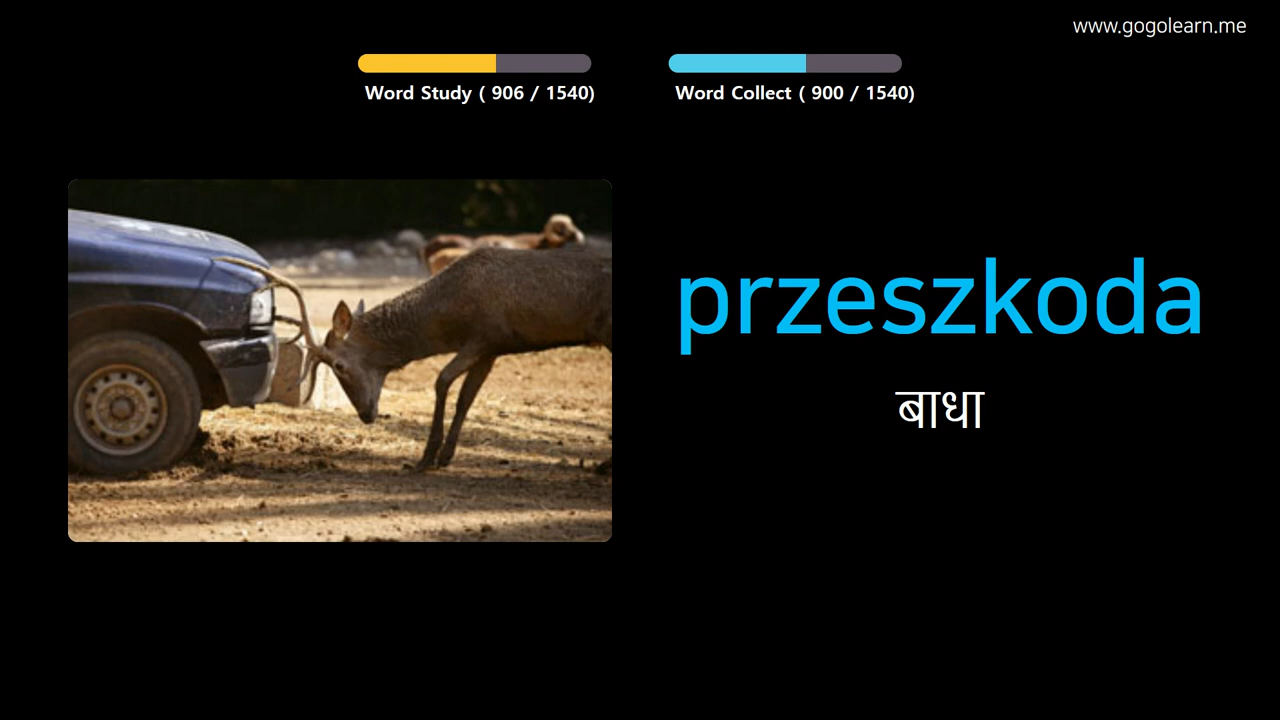 www.gogolearn.me
Word Study ( 906 / 1540)
Word Collect ( 900 / 1540)
przeszkoda
बाधा